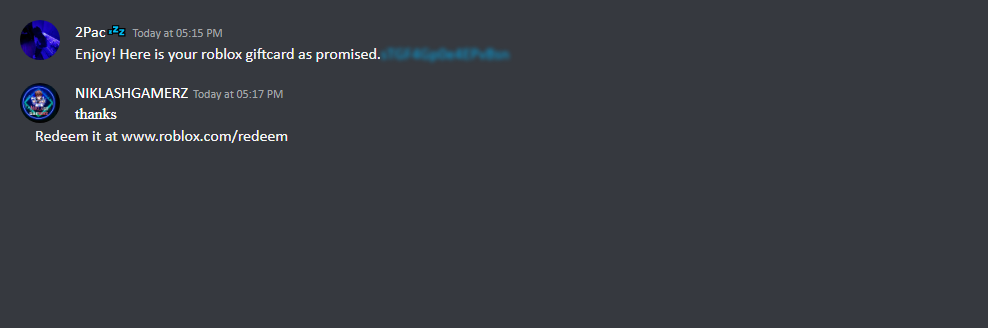 2Pac 💤 Today at 05:15 PM
Enjoy! Here is your roblox giftcard as promised.
NIKLASHGAMERZ Today at 05:17 PM
thanks
Redeem it at www.roblox.com/redeem